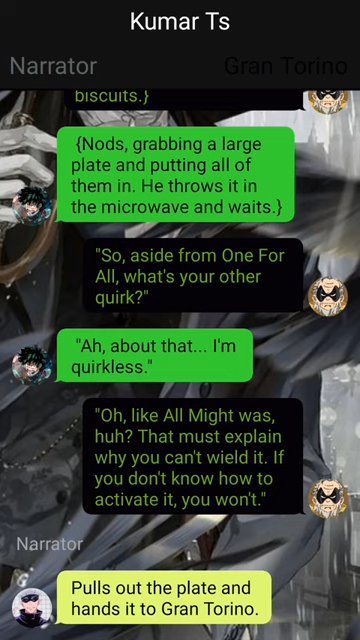 Kumar Ts
Narrator
Gran Torino
biscuits.}
{Nods, grabbing a large
plate and putting all of
them in. He throws it in
the microwave and waits.}
"So, aside from One For
All, what's your other
quirk?"
"Ah, about that... I'm
quirkless."
"Oh, like All Might was,
huh? That must explain
why you can't wield it. If
you don't know how to
activate it, you won't."
Narrator
Pulls out the plate and
hands it to Gran Torino.